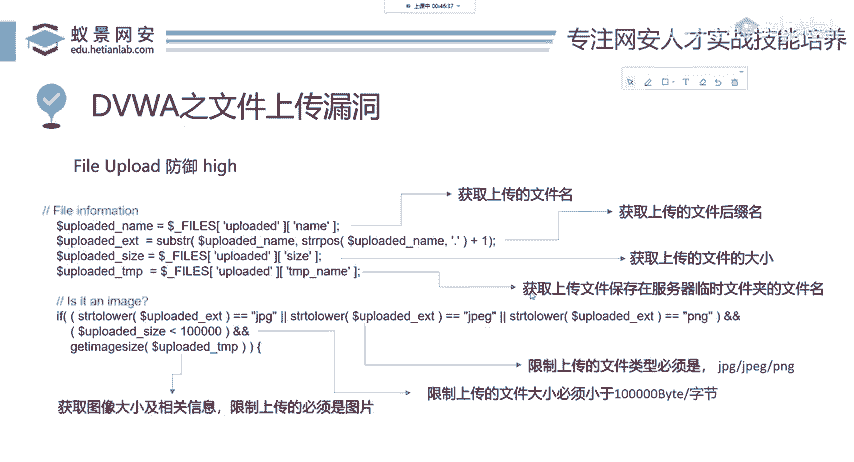 上课中 00:46:37
蚁景网安
edu.hetianlab.com
专注网安人才实战技能培养
DVWA之文件上传漏洞
File Upload 防御 high
// File information
$uploaded_name = $_FILES[ 'uploaded' ][ 'name' ];
$uploaded_ext = substr( $uploaded_name, strrpos( $uploaded_name, '.' ) + 1);
$uploaded_size = $_FILES[ 'uploaded' ][ 'size' ];
$uploaded_tmp = $_FILES[ 'uploaded' ][ 'tmp_name' ];
获取上传的文件名
获取上传的文件后缀名
获取上传的文件的大小
获取上传文件保存在服务器临时文件夹的文件名
// Is it an image?
if( ( strtolower( $uploaded_ext ) == "jpg" || strtolower( $uploaded_ext ) == "jpeg" || strtolower( $uploaded_ext ) == "png" ) &&
( $uploaded_size < 100000 ) &&
getimagesize( $uploaded_tmp ) ) {
限制上传的文件类型必须是， jpg/jpeg/png
限制上传的文件大小必须小于100000Byte/字节
获取图像大小及相关信息，限制上传的必须是图片